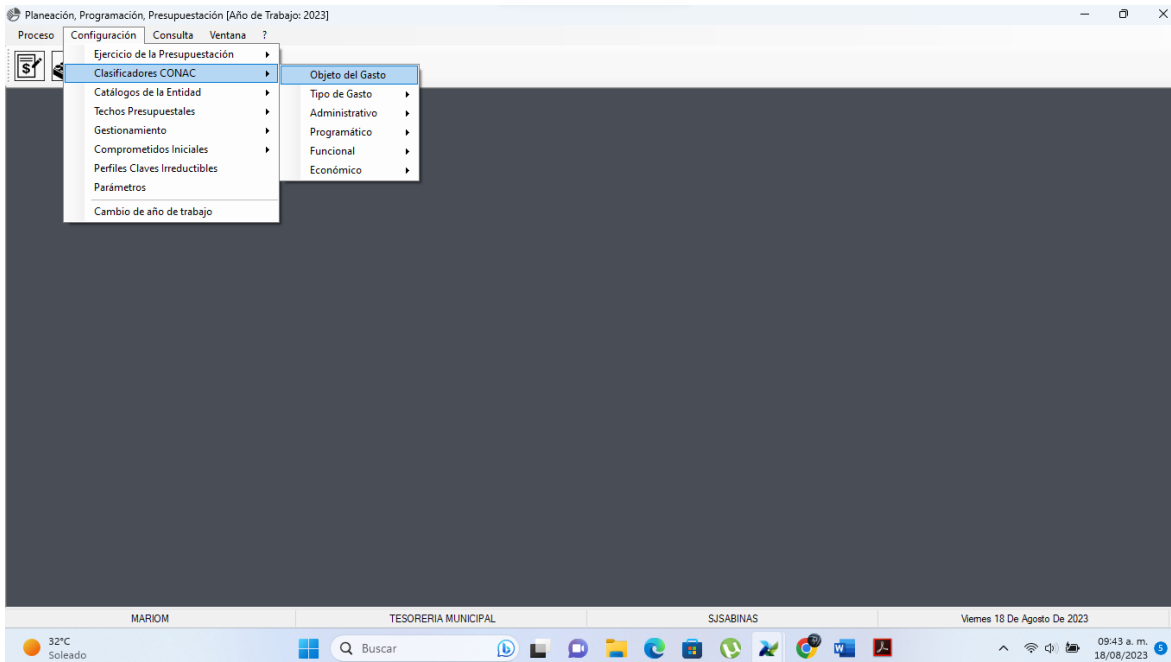 Planeación, Programación, Presupuestación [Año de Trabajo: 2023]
Proceso Configuración Consulta Ventana ?
Ejercicio de la Presupuestación
Clasificadores CONAC
Catálogos de la Entidad
Techos Presupuestales
Gestionamiento
Comprometidos Iniciales
Perfiles Claves Irreductibles
Parámetros
Cambio de año de trabajo
Objeto del Gasto
Tipo de Gasto
Administrativo
Programático
Funcional
Económico
MARIOM TESORERIA MUNICIPAL SJSABINAS Viernes 18 De Agosto De 2023
32°C
Soleado
Buscar
09:43 a. m.
18/08/2023
5